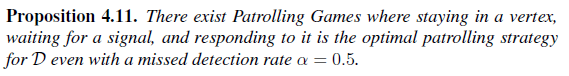 Proposition 4.11. There exist Patrolling Games where staying in a vertex,
waiting for a signal, and responding to it is the optimal patrolling strategy
for D even with a missed detection rate α = 0.5.